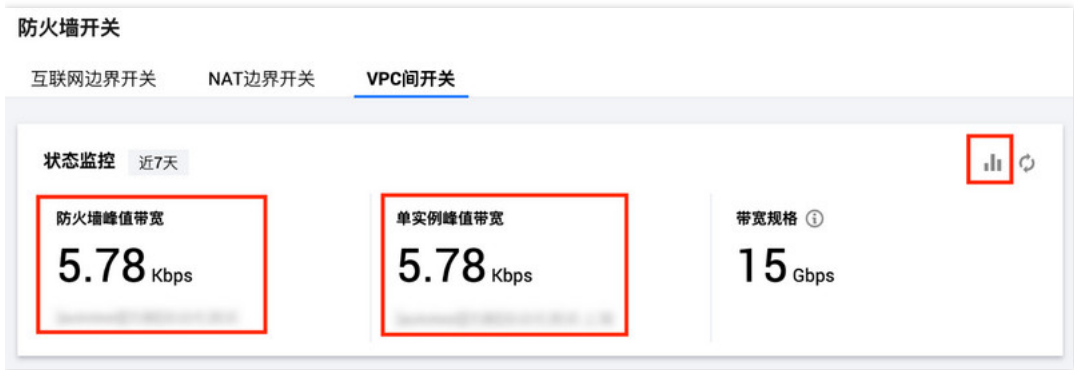 防火墙开关
互联网边界开关 NAT边界开关 VPC间开关
状态监控 近7天
防火墙峰值带宽 单实例峰值带宽 带宽规格
5.78 Kbps 5.78 Kbps 15 Gbps